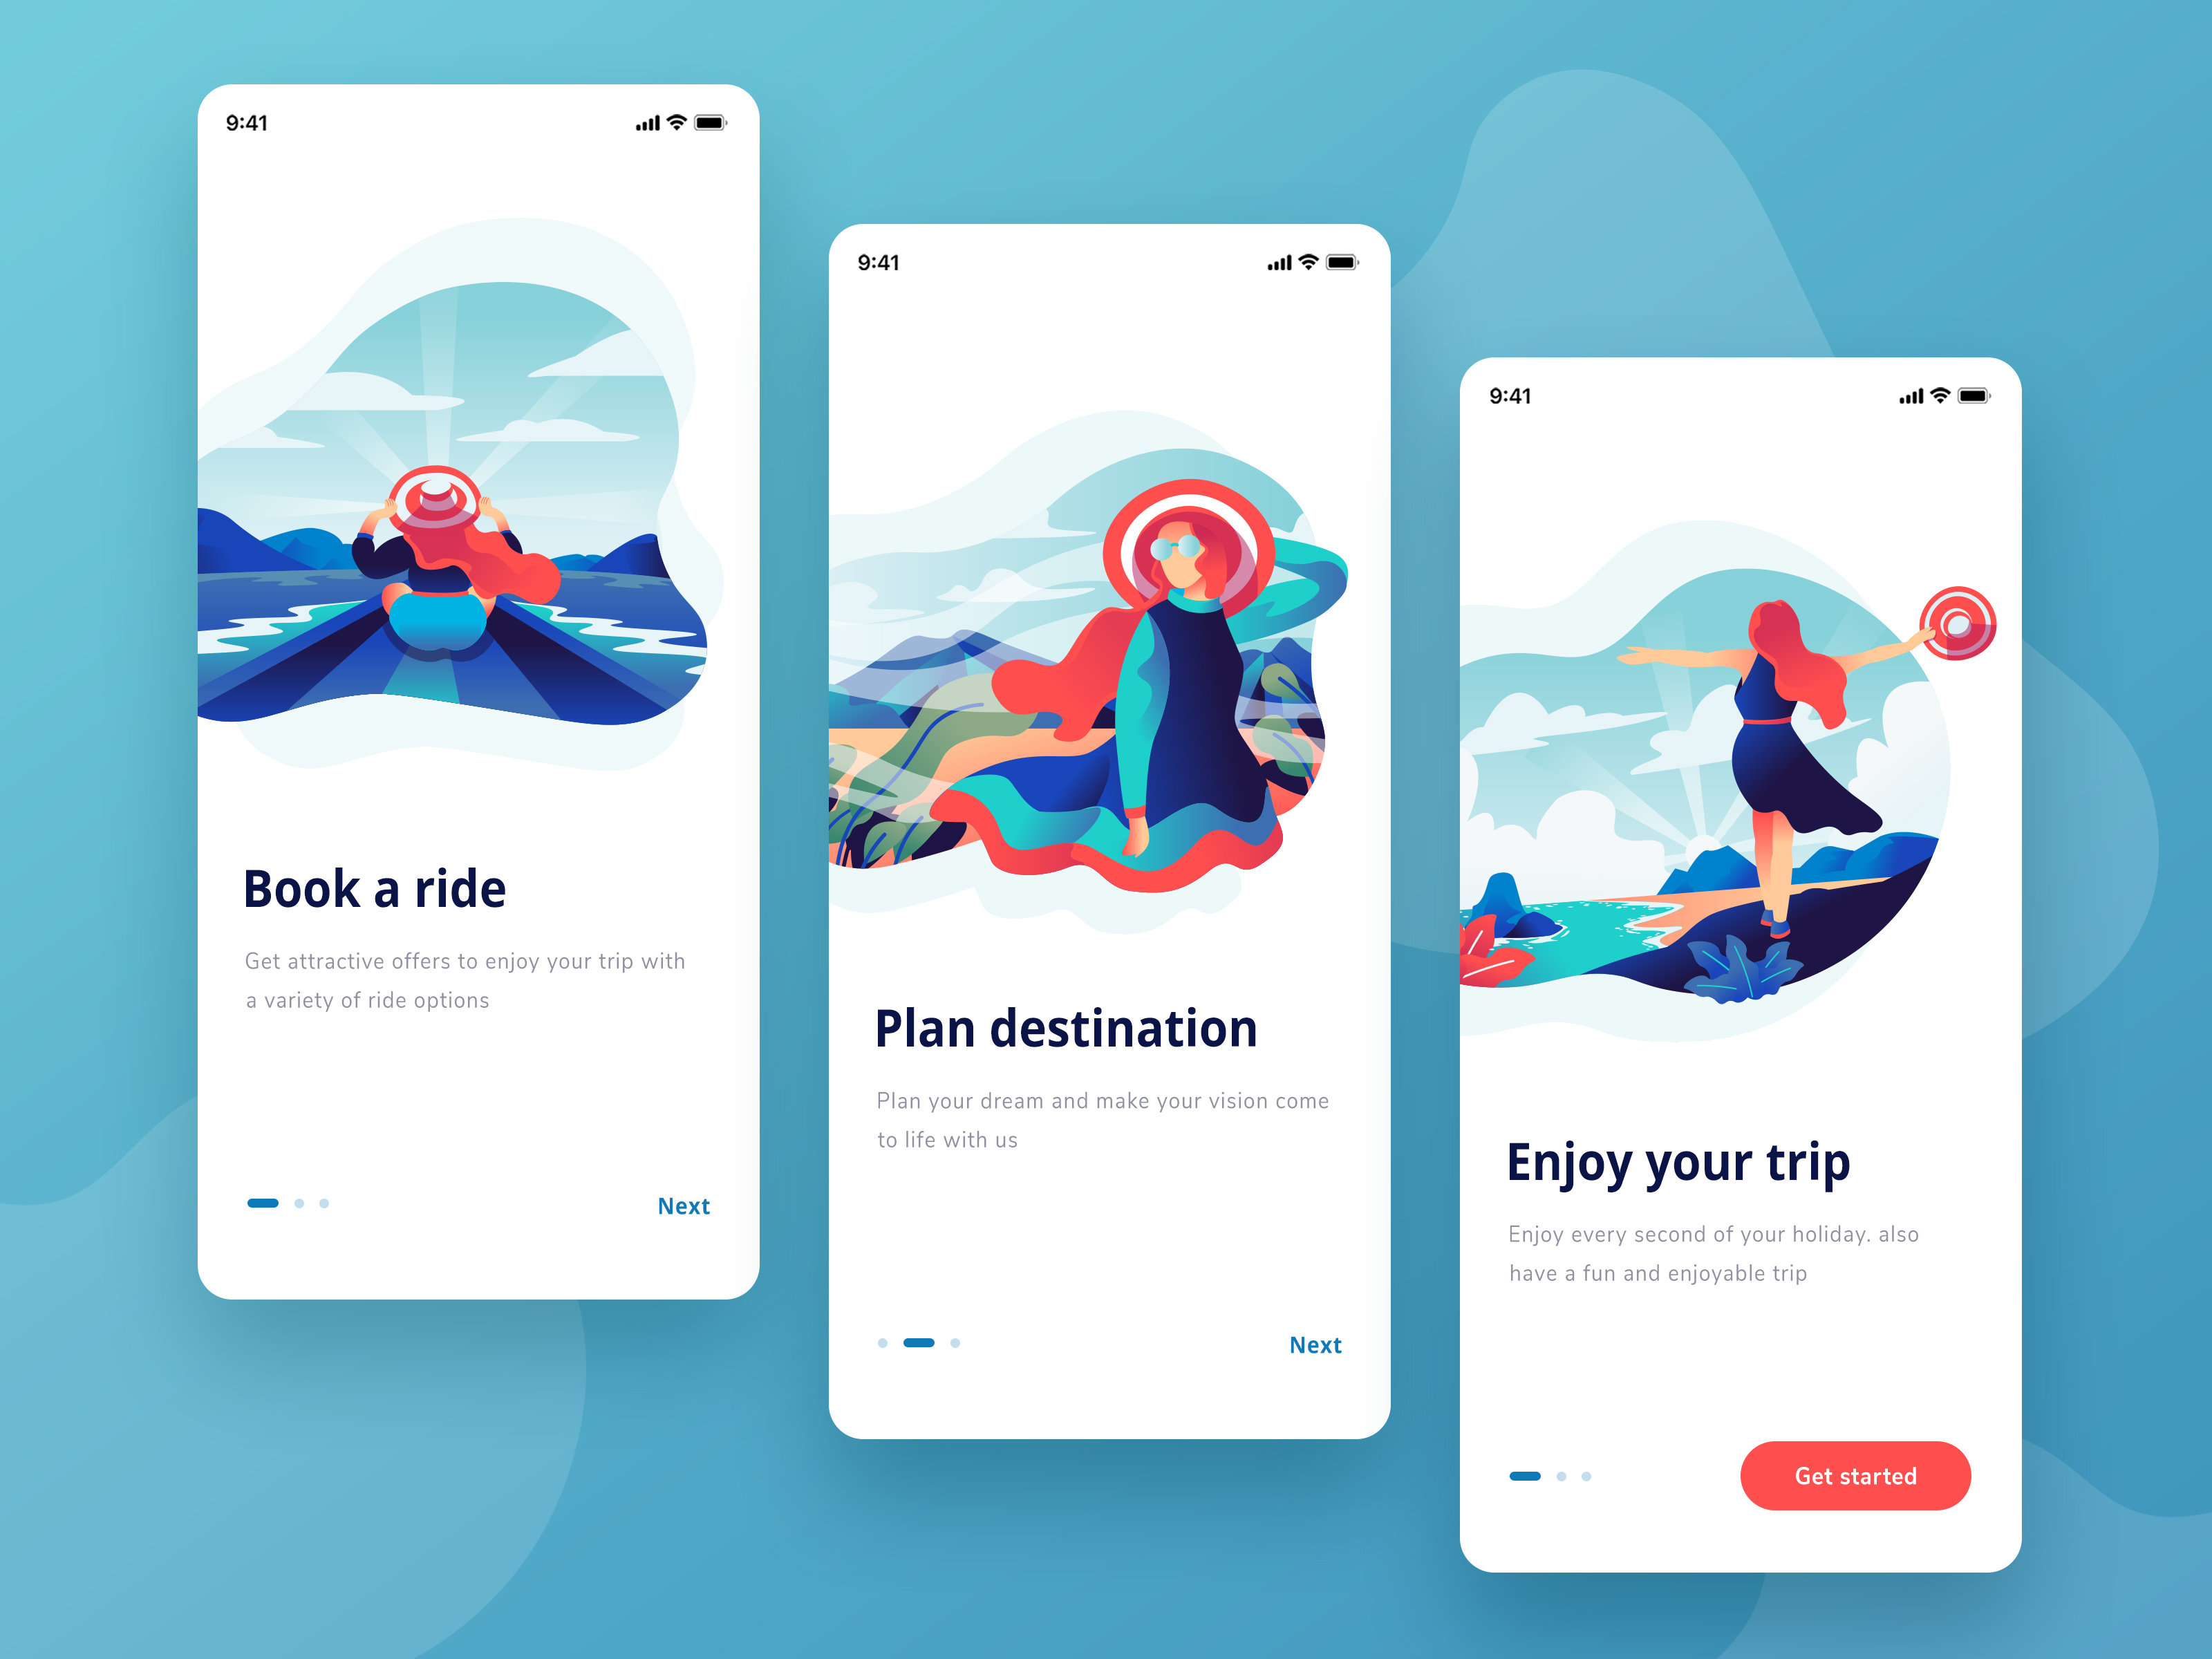 9:41
Book a ride
Get attractive offers to enjoy your trip with
a variety of ride options
Next
9:41
Plan destination
Plan your dream and make your vision come
to life with us
Next
9:41
Enjoy your trip
Enjoy every second of your holiday. also
have a fun and enjoyable trip
Get started